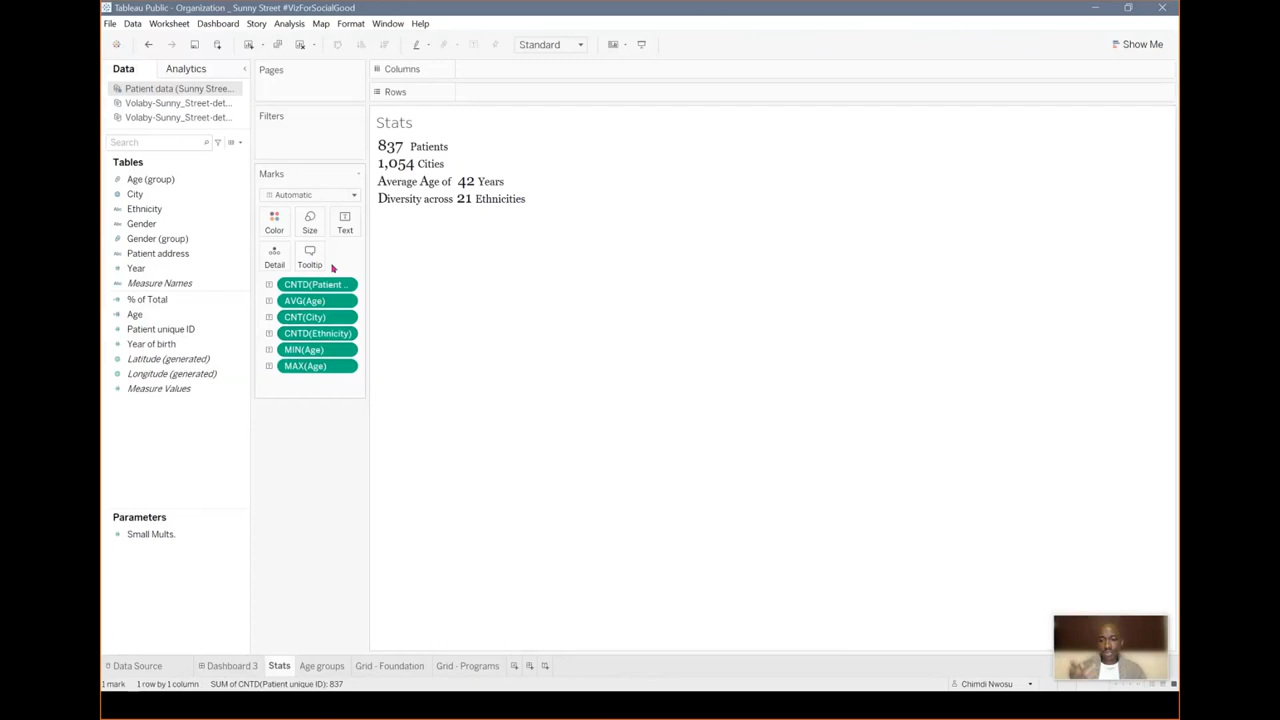 Tableau Public - Organization _ Sunny Street #VizForSocialGood
File Data Worksheet Dashboard Story Analysis Map Format Window Help
Standard
Show Me
Data Analytics
Patient data (Sunny Stree...
Volaby-Sunny_Street-det...
Volaby-Sunny_Street-det...
Search
Tables
Age (group)
City
Abc Ethnicity
Abc Gender
Gender (group)
Abc Patient address
# Year
Abc Measure Names
% of Total
Age
# Patient unique ID
# Year of birth
Latitude (generated)
Longitude (generated)
# Measure Values
Parameters
# Small Mults.
Pages
Filters
Marks
Automatic
Color Size Text
Detail Tooltip
CNTD(Patient ..
AVG(Age)
CNT(City)
CNTD(Ethnicity)
MIN(Age)
MAX(Age)
Columns
Rows
Stats
837 Patients
1,054 Cities
Average Age of 42 Years
Diversity across 21 Ethnicities
Data Source Dashboard 3 Stats Age groups Grid - Foundation Grid - Programs
1 mark 1 row by 1 column SUM of CNTD(Patient unique ID): 837
Chimdi Nwosu